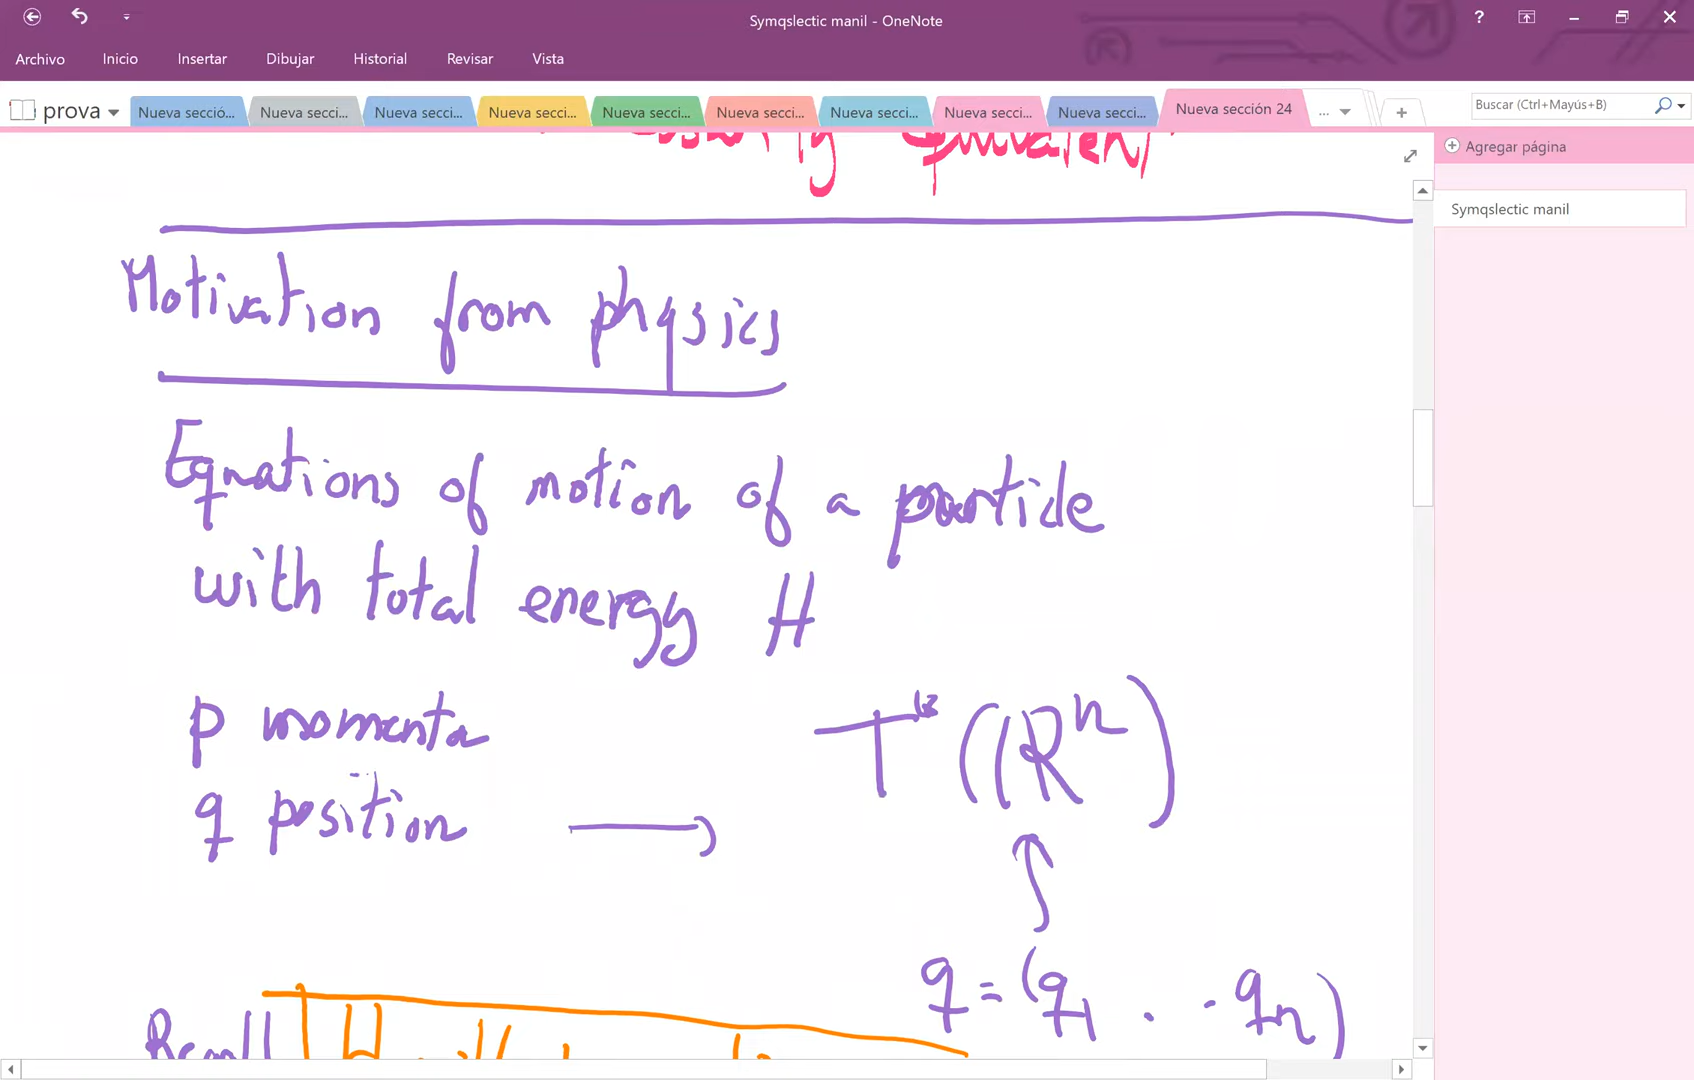 Symqslectic manil - OneNote
?
Archivo Inicio Insertar Dibujar Historial Revisar Vista
prova Nueva secció... Nueva secci... Nueva secci... Nueva secci... Nueva secci... Nueva secci... Nueva secci... Nueva secci... Nueva secci... Nueva sección 24 ... + Buscar (Ctrl+Mayús+B)
Agregar página
Symqslectic manil
equivalent
Motivation from physics
Equations of motion of a particle
with total energy H
p momenta
T* (ℝⁿ)
q position →
↑
q = (q₁ . . qₙ)
Recall